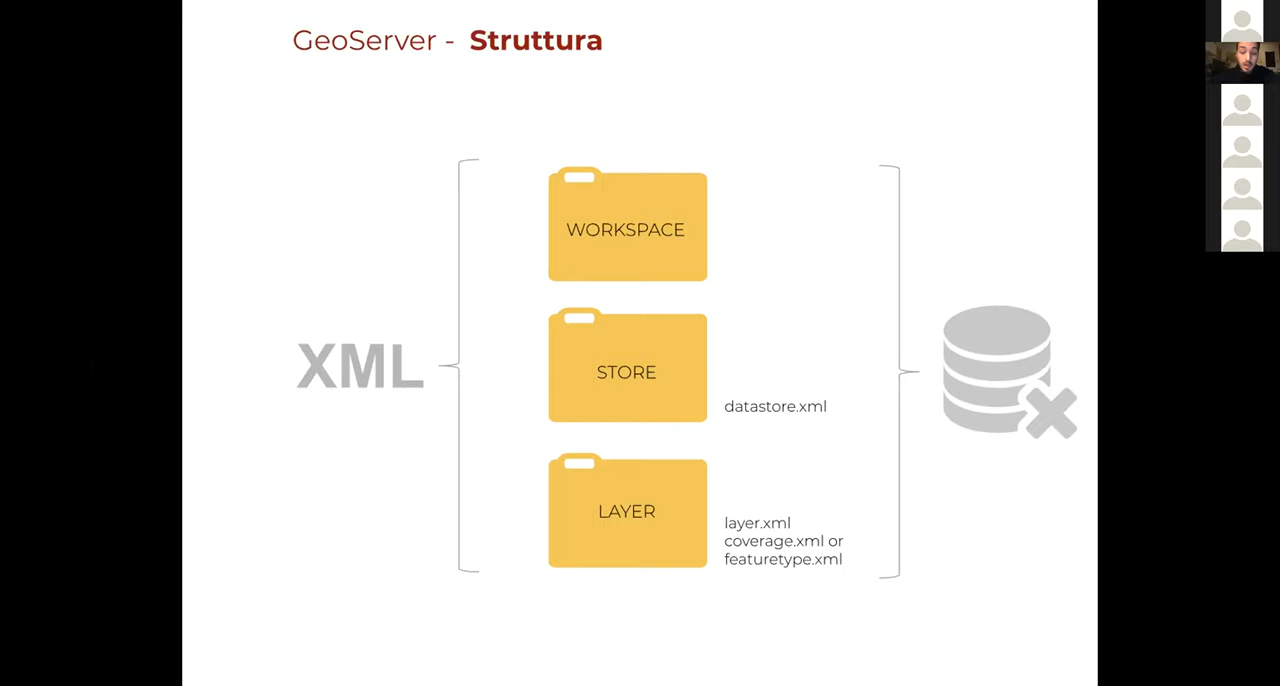 GeoServer - Struttura
WORKSPACE
XML
STORE
datastore.xml
LAYER
layer.xml
coverage.xml or
featuretype.xml